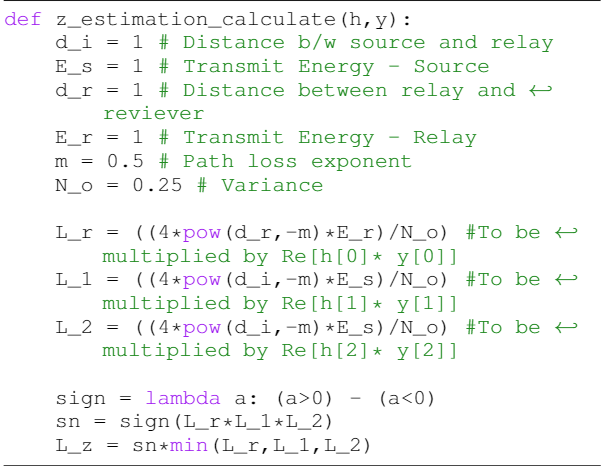 def z_estimation_calculate(h,y):
    d_i = 1 # Distance b/w source and relay
    E_s = 1 # Transmit Energy - Source
    d_r = 1 # Distance between relay and ↩
        reviever
    E_r = 1 # Transmit Energy - Relay
    m = 0.5 # Path loss exponent
    N_o = 0.25 # Variance

    L_r = ((4*pow(d_r,-m)*E_r)/N_o) #To be ↩
        multiplied by Re[h[0]* y[0]]
    L_1 = ((4*pow(d_i,-m)*E_s)/N_o) #To be ↩
        multiplied by Re[h[1]* y[1]]
    L_2 = ((4*pow(d_i,-m)*E_s)/N_o) #To be ↩
        multiplied by Re[h[2]* y[2]]

    sign = lambda a: (a>0) - (a<0)
    sn = sign(L_r*L_1*L_2)
    L_z = sn*min(L_r,L_1,L_2)